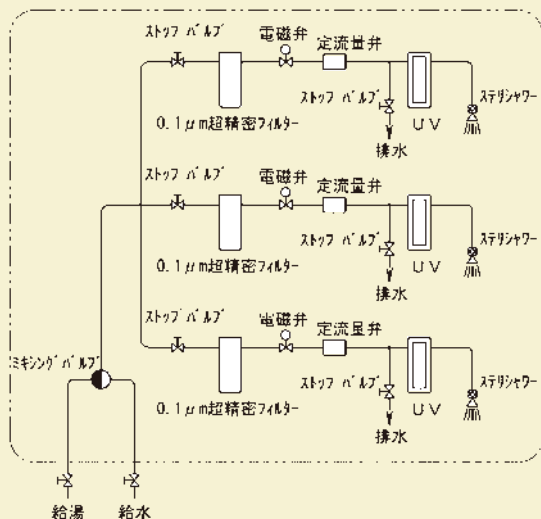 ストップバルブ
電磁弁
定流量弁
ストップバルブ
ステリシャワー
0.1μm超精密フィルター
排水
UV
ストップバルブ
電磁弁
定流量弁
ストップバルブ
ステリシャワー
0.1μm超精密フィルター
排水
UV
ストップバルブ
電磁弁
定流量弁
ミキシングバルブ
ストップバルブ
ステリシャワー
0.1μm超精密フィルター
排水
UV
給湯
給水